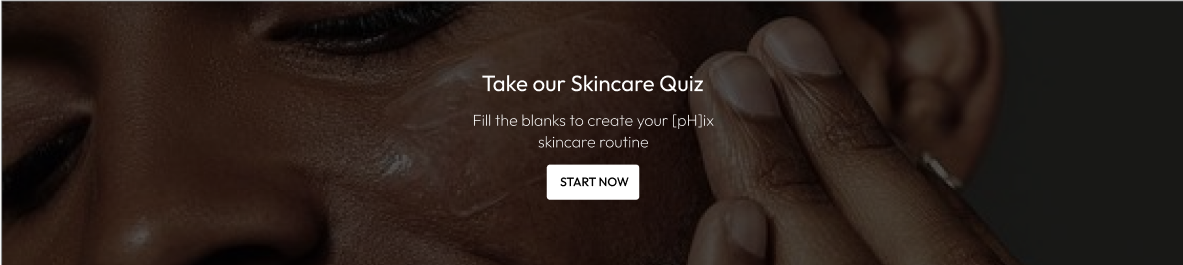 Take our Skincare Quiz
Fill the blanks to create your [pH]ix
skincare routine
START NOW